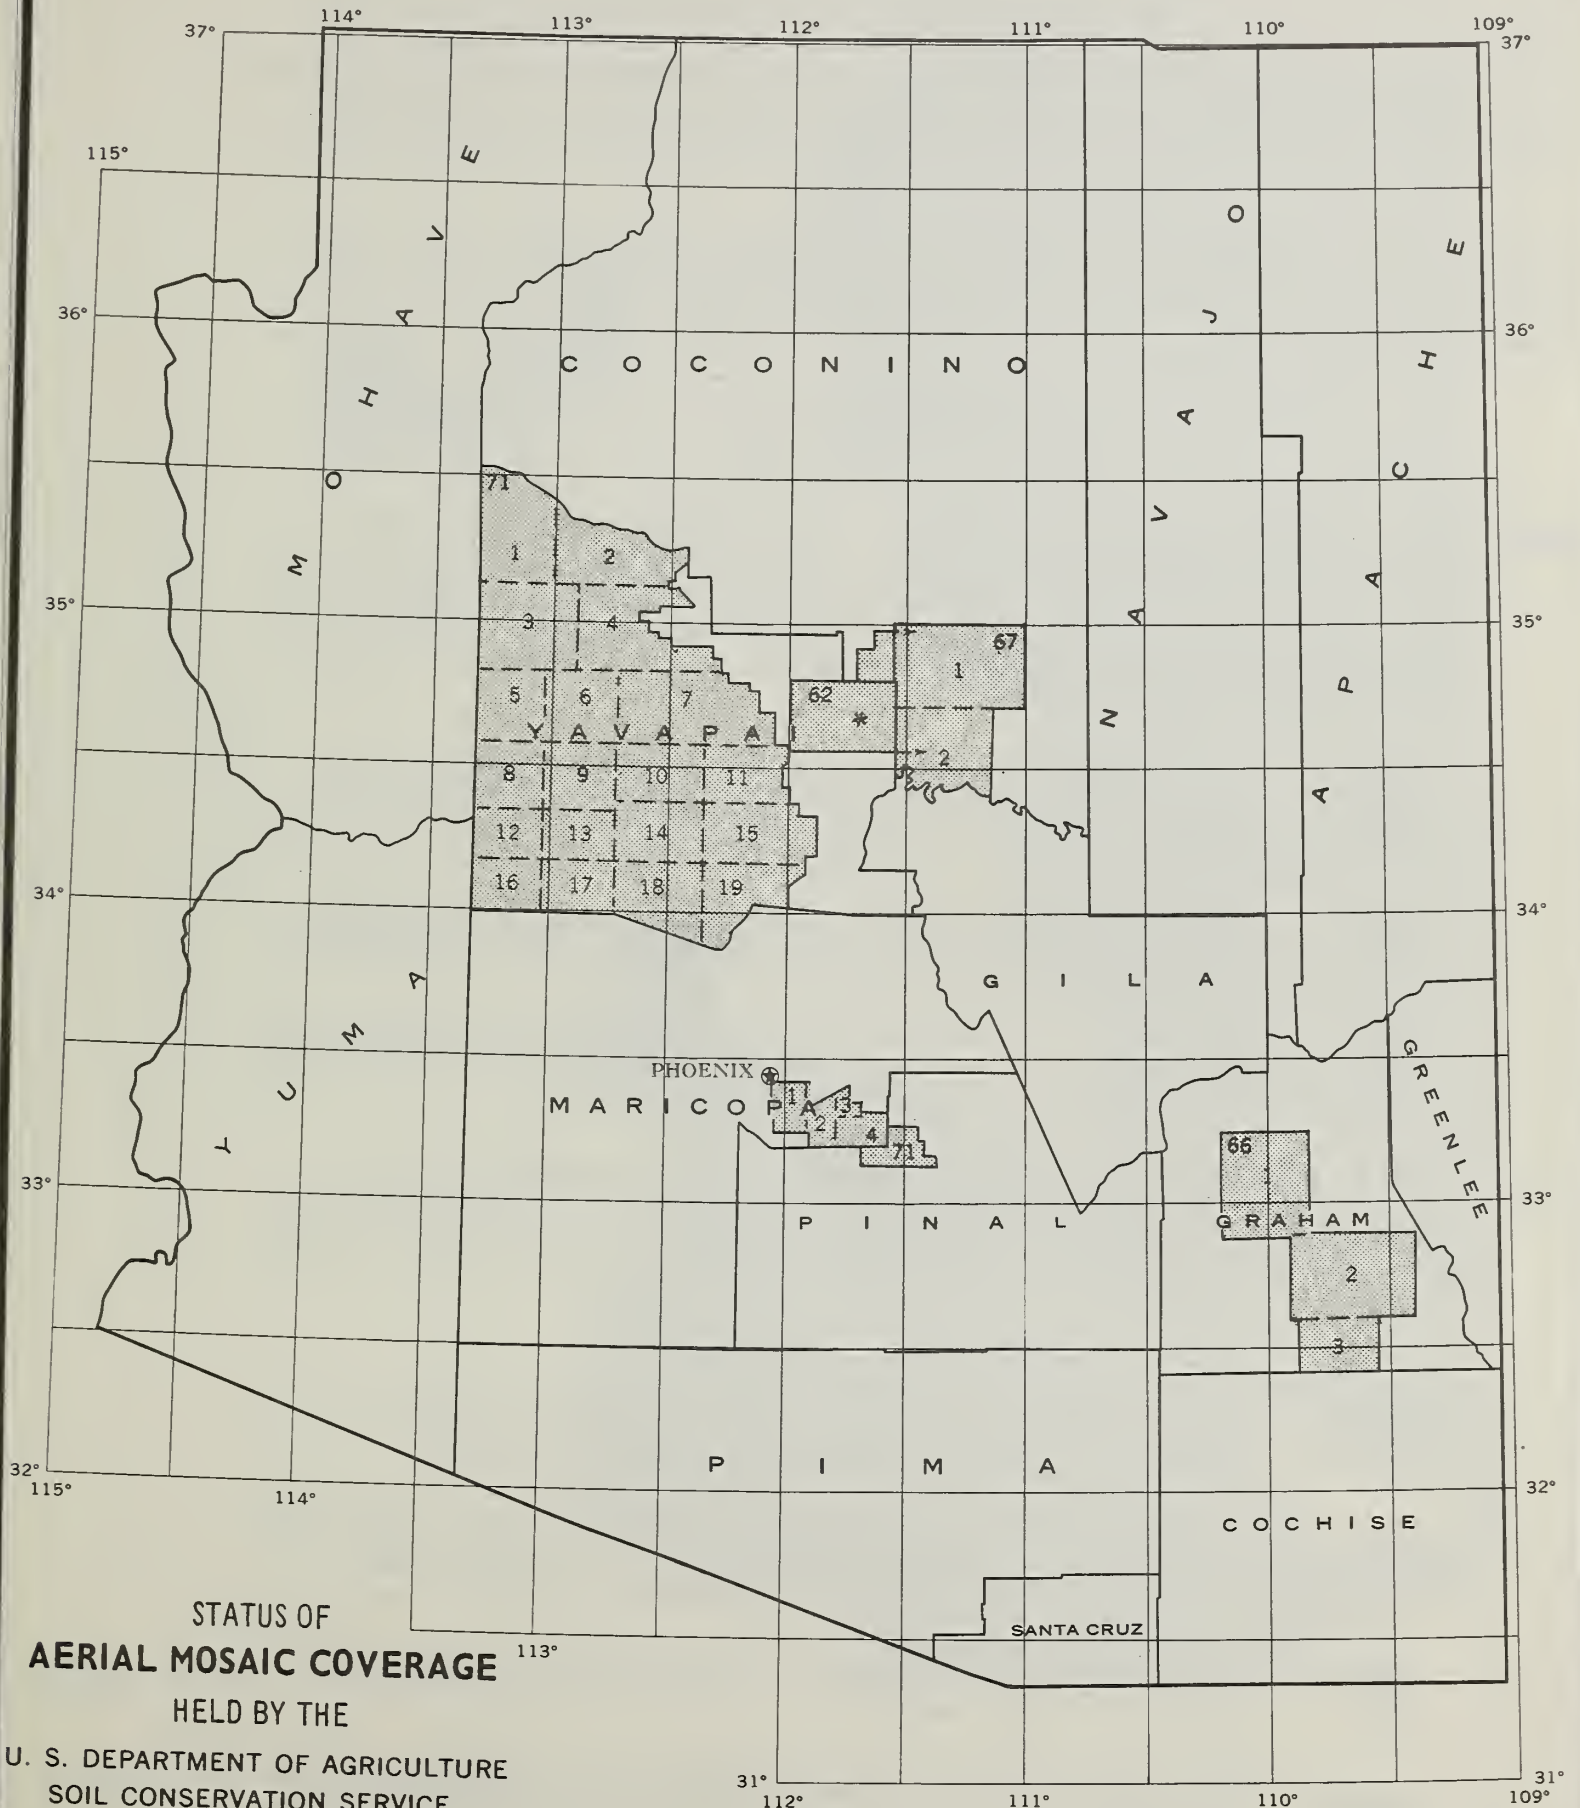 114° 113° 112° 111° 110° 109°
37° 37°
115°
MOHAVE
COCONINO
NAVAJO
APACHE
36° 36°
71
1 2
35° 35°
3 4
67
1
62 *
5 6 7
YAVAPAI
2
8 9 10 11
12 13 14 15
16 17 18 19
34° 34°
YUMA
GILA
GREENLEE
PHOENIX
MARICOPA
1 2 3 4
71
66
1
33° 33°
PINAL
GRAHAM
2
3
PIMA
32° 32°
115° 114°
COCHISE
SANTA CRUZ
113°
STATUS OF
AERIAL MOSAIC COVERAGE
HELD BY THE
U. S. DEPARTMENT OF AGRICULTURE
SOIL CONSERVATION SERVICE
31° 31°
112° 111° 110° 109°